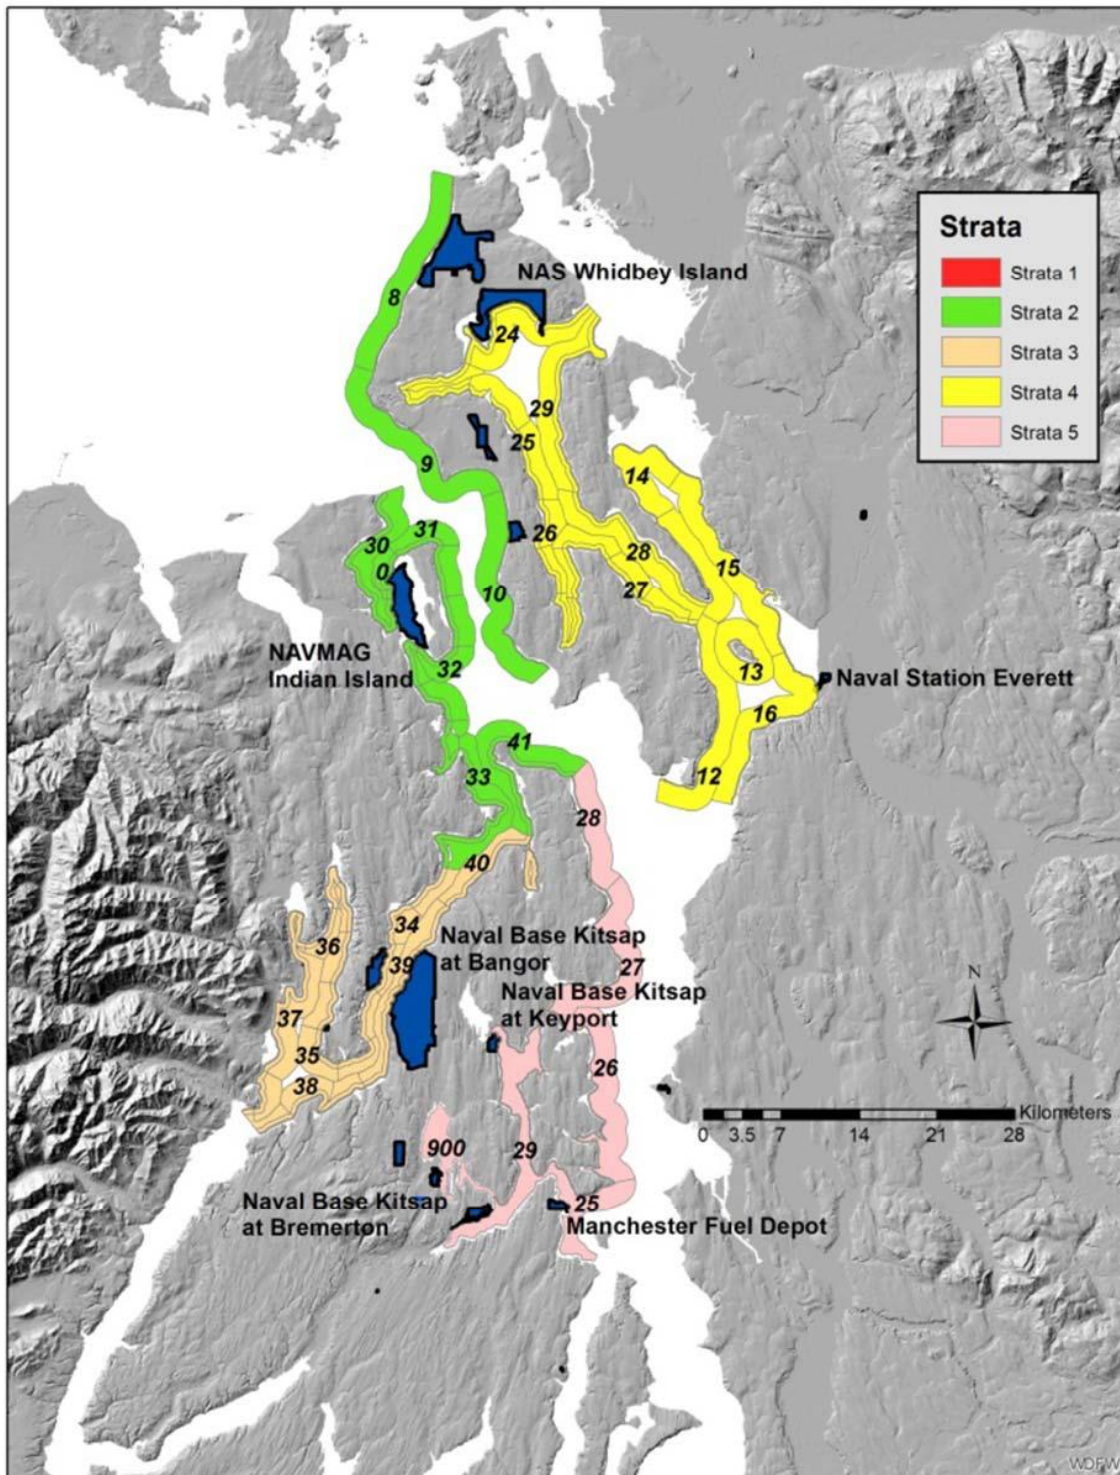 Strata
Strata 1
Strata 2
Strata 3
Strata 4
Strata 5
NAS Whidbey Island
8
24
29
25
9
14
31
26
30
28
0
15
27
10
NAVMAG
Indian Island
32
13
Naval Station Everett
16
41
33
12
28
40
34
Naval Base Kitsap
at Bangor
36
39
27
Naval Base Kitsap
at Keyport
N
37
35
26
38
Kilometers
0 3.5 7 14 21 28
900
29
Naval Base Kitsap
at Bremerton
25
Manchester Fuel Depot
WDFW